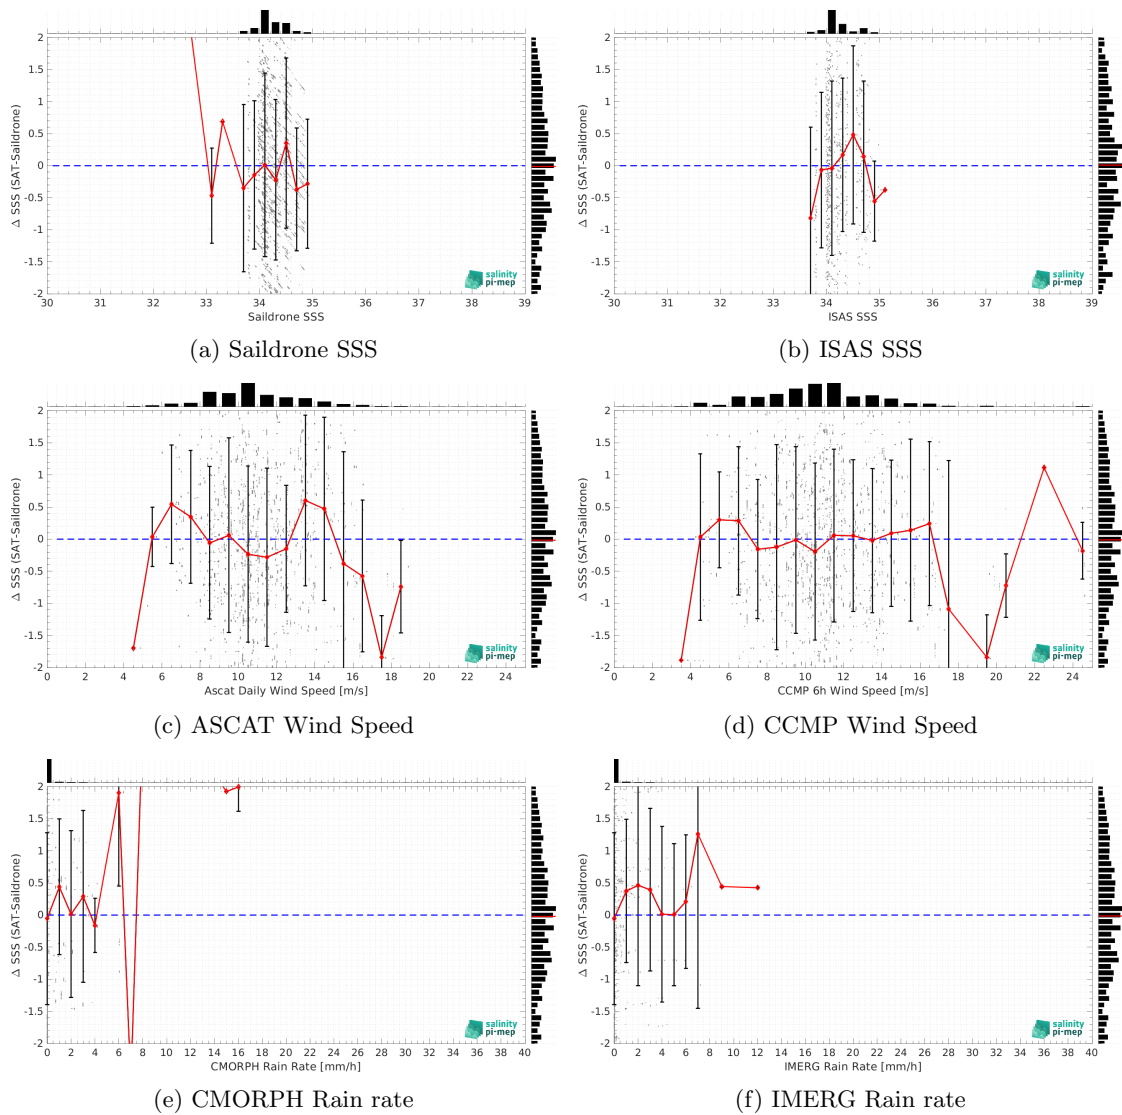 2
1.5
1
0.5
0
-0.5
-1
-1.5
-2
Δ SSS (SAT-Saildrone)
salinity
pi-mep
30 31 32 33 34 35 36 37 38 39
Saildrone SSS
(a) Saildrone SSS
2
1.5
1
0.5
0
-0.5
-1
-1.5
-2
Δ SSS (SAT-Saildrone)
salinity
pi-mep
30 31 32 33 34 35 36 37 38 39
ISAS SSS
(b) ISAS SSS
2
1.5
1
0.5
0
-0.5
-1
-1.5
-2
Δ SSS (SAT-Saildrone)
salinity
pi-mep
0 2 4 6 8 10 12 14 16 18 20 22 24
Ascat Daily Wind Speed [m/s]
(c) ASCAT Wind Speed
2
1.5
1
0.5
0
-0.5
-1
-1.5
-2
Δ SSS (SAT-Saildrone)
salinity
pi-mep
0 2 4 6 8 10 12 14 16 18 20 22 24
CCMP 6h Wind Speed [m/s]
(d) CCMP Wind Speed
2
1.5
1
0.5
0
-0.5
-1
-1.5
-2
Δ SSS (SAT-Saildrone)
salinity
pi-mep
0 2 4 6 8 10 12 14 16 18 20 22 24 26 28 30 32 34 36 38 40
CMORPH Rain Rate [mm/h]
(e) CMORPH Rain rate
2
1.5
1
0.5
0
-0.5
-1
-1.5
-2
Δ SSS (SAT-Saildrone)
salinity
pi-mep
0 2 4 6 8 10 12 14 16 18 20 22 24 26 28 30 32 34 36 38 40
IMERG Rain Rate [mm/h]
(f) IMERG Rain rate